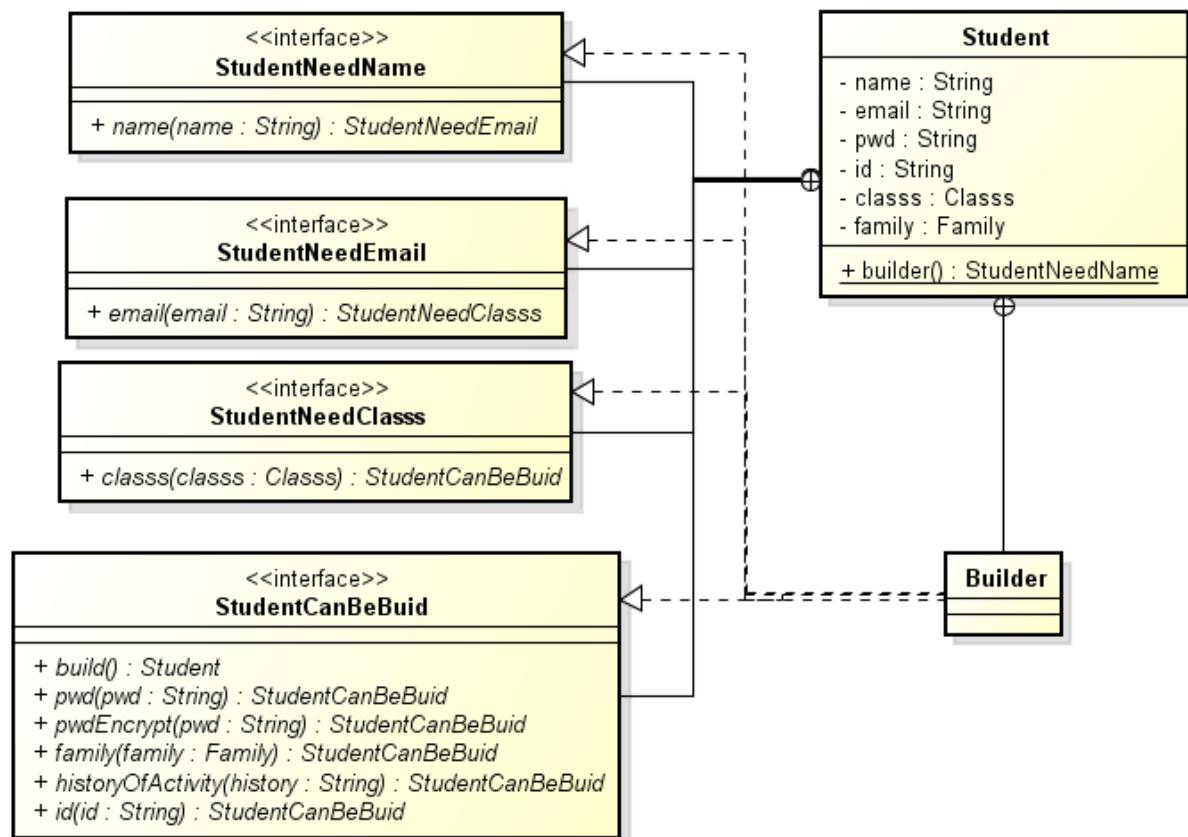 <<interface>>
StudentNeedName
+ name(name : String) : StudentNeedEmail
<<interface>>
StudentNeedEmail
+ email(email : String) : StudentNeedClasss
<<interface>>
StudentNeedClasss
+ classs(classs : Classs) : StudentCanBeBuid
<<interface>>
StudentCanBeBuid
+ build() : Student
+ pwd(pwd : String) : StudentCanBeBuid
+ pwdEncrypt(pwd : String) : StudentCanBeBuid
+ family(family : Family) : StudentCanBeBuid
+ historyOfActivity(history : String) : StudentCanBeBuid
+ id(id : String) : StudentCanBeBuid
Student
- name : String
- email : String
- pwd : String
- id : String
- classs : Classs
- family : Family
+ builder() : StudentNeedName
Builder